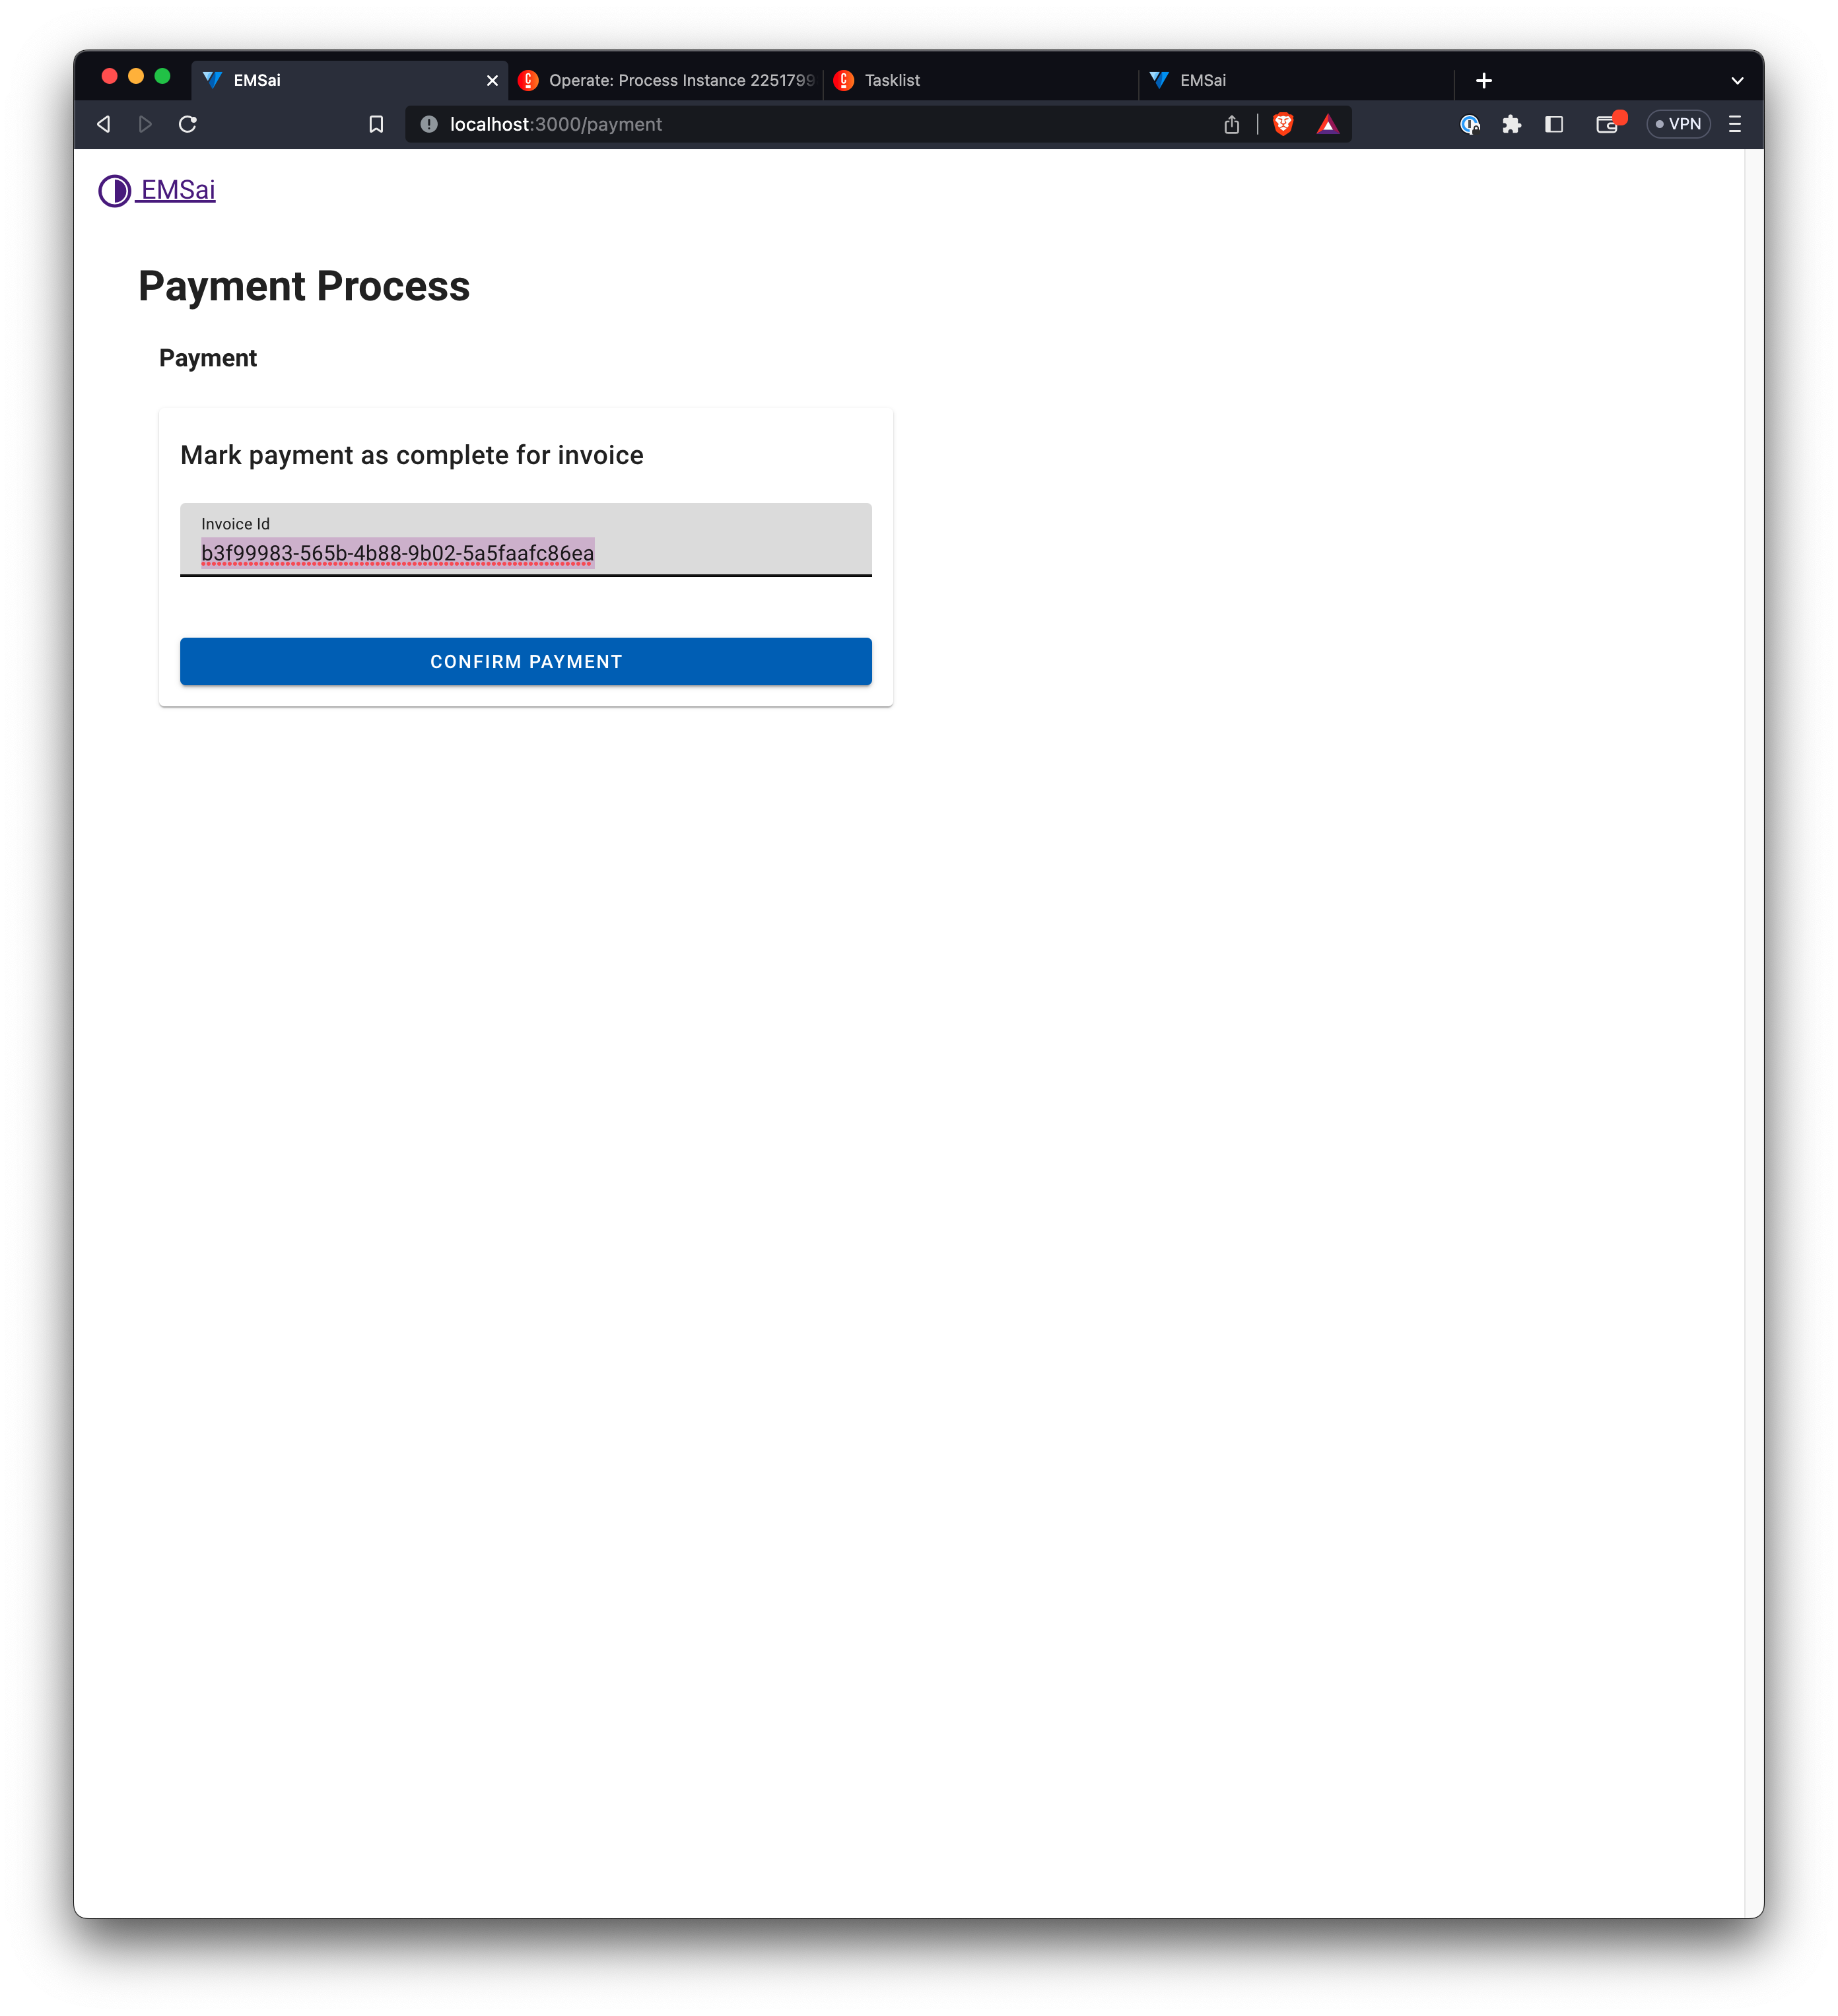 EMSai
Operate: Process Instance 2251799
Tasklist
EMSai
localhost:3000/payment
VPN
EMSai
Payment Process
Payment
Mark payment as complete for invoice
Invoice Id
b3f99983-565b-4b88-9b02-5a5faafc86ea
CONFIRM PAYMENT